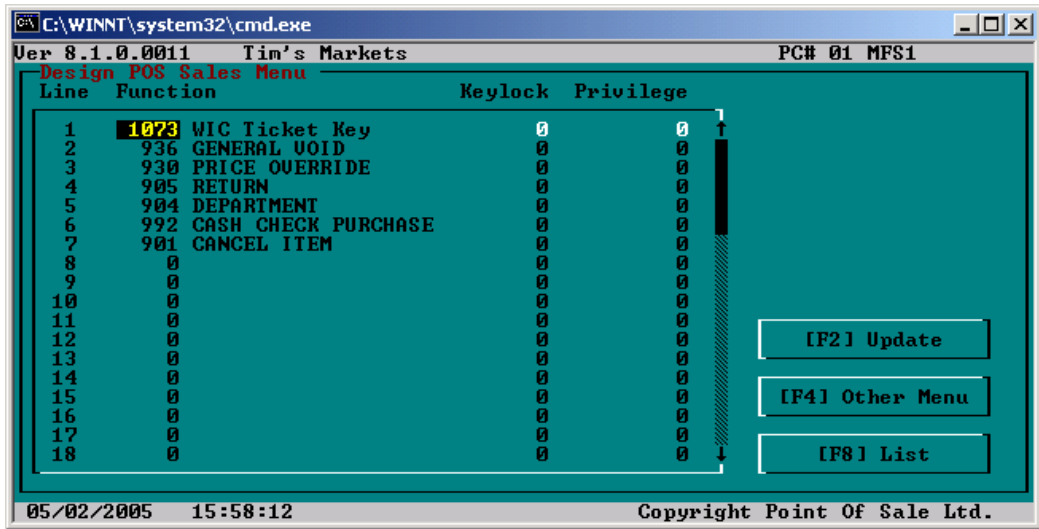 C:\WINNT\system32\cmd.exe
Ver 8.1.0.0011 Tim's Markets PC# 01 MFS1
Design POS Sales Menu
Line Function Keylock Privilege
1 1073 WIC Ticket Key 0 0
2 936 GENERAL VOID 0 0
3 930 PRICE OVERRIDE 0 0
4 905 RETURN 0 0
5 904 DEPARTMENT 0 0
6 992 CASH CHECK PURCHASE 0 0
7 901 CANCEL ITEM 0 0
8 0 0 0
9 0 0 0
10 0 0 0
11 0 0 0
12 0 0 0 [F2] Update
13 0 0 0
14 0 0 0
15 0 0 0 [F4] Other Menu
16 0 0 0
17 0 0 0
18 0 0 0 [F8] List
05/02/2005 15:58:12 Copyright Point Of Sale Ltd.